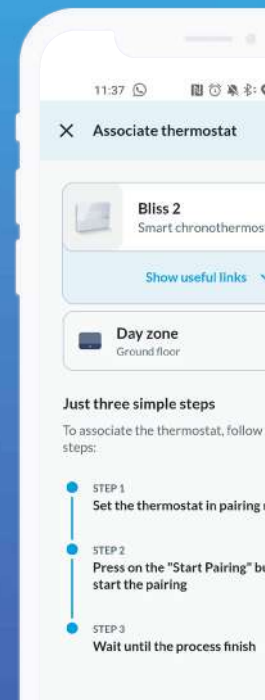 11:37
Associate thermostat
Bliss 2
Smart chronothermos
Show useful links
Day zone
Ground floor
Just three simple steps
To associate the thermostat, follow
steps:
STEP 1
Set the thermostat in pairing
STEP 2
Press on the "Start Pairing" bu
start the pairing
STEP 3
Wait until the process finish